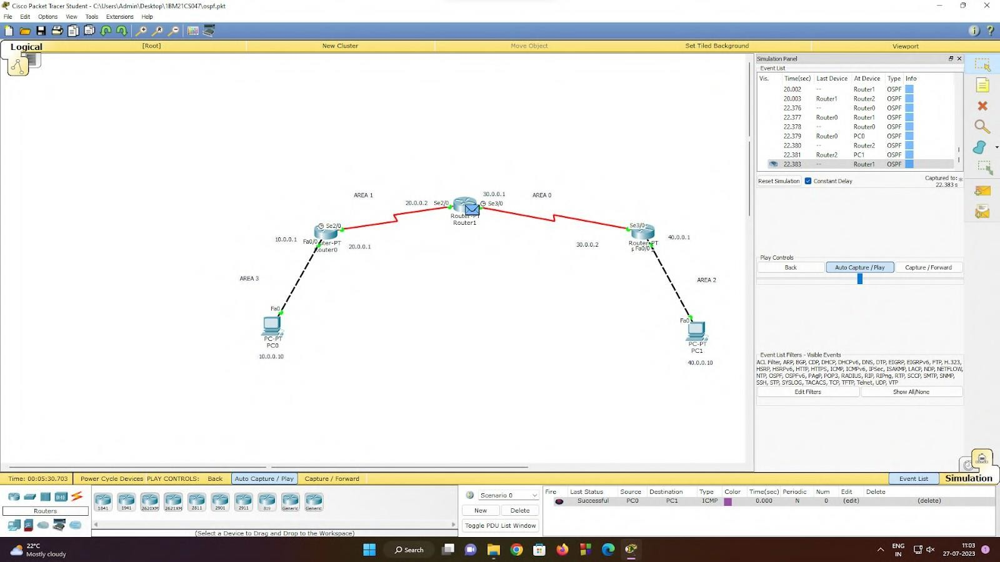 Cisco Packet Tracer Student - C:\Users\Admin\Desktop\1BM21CS047\ospf.pkt
File Edit Options View Tools Extensions Help
Logical [Root] New Cluster Move Object Set Tiled Background Viewport
Simulation Panel
Event List
Vis. Time(sec) Last Device At Device Type Info
20.002 -- Router1 OSPF
20.003 Router1 Router2 OSPF
22.376 -- Router0 OSPF
22.377 Router0 Router1 OSPF
22.378 -- Router0 OSPF
22.379 Router0 PC0 OSPF
22.380 -- Router2 OSPF
22.381 Router2 PC1 OSPF
22.383 -- Router1 OSPF
Reset Simulation Constant Delay Captured to: *
22.383 s
Play Controls
Back Auto Capture / Play Capture / Forward
Event List Filters - Visible Events
ACL Filter, ARP, BGP, CDP, DHCP, DHCPv6, DNS, DTP, EIGRP, EIGRPv6, FTP, H.323,
HSRP, HSRPv6, HTTP, HTTPS, ICMP, ICMPv6, IPSec, ISAKMP, LACP, NDP, NETFLOW,
NTP, OSPF, OSPFv6, PAgP, POP3, RADIUS, RIP, RIPng, RTP, SCCP, SMTP, SNMP,
SSH, STP, SYSLOG, TACACS, TCP, TFTP, Telnet, UDP, VTP
Edit Filters Show All/None
AREA 1 30.0.0.1 AREA 0
20.0.0.2 Se2/0 Se3/0
Router-PT
Router1
Se2/0 Se3/0
10.0.0.1 Fa0/0 uter-PT 40.0.0.1
outer0 20.0.0.1 30.0.0.2 Router-PT
Fa0/0
AREA 3 AREA 2
Fa0 Fa0
PC-PT
PC0
10.0.0.10
PC-PT
PC1
40.0.0.10
Time: 00:05:30.703 Power Cycle Devices PLAY CONTROLS: Back Auto Capture / Play Capture / Forward Event List Simulation
Routers
1841 1941 2620XM 2621XM 2811 2901 2911 819 Generic Generic
(Select a Device to Drag and Drop to the Workspace)
Scenario 0
New Delete
Toggle PDU List Window
Fire Last Status Source Destination Type Color Time(sec) Periodic Num Edit Delete
Successful PC0 PC1 ICMP 0.000 N 0 (edit) (delete)
22°C
Mostly cloudy
Search
ENG
IN
11:03
27-07-2023
1